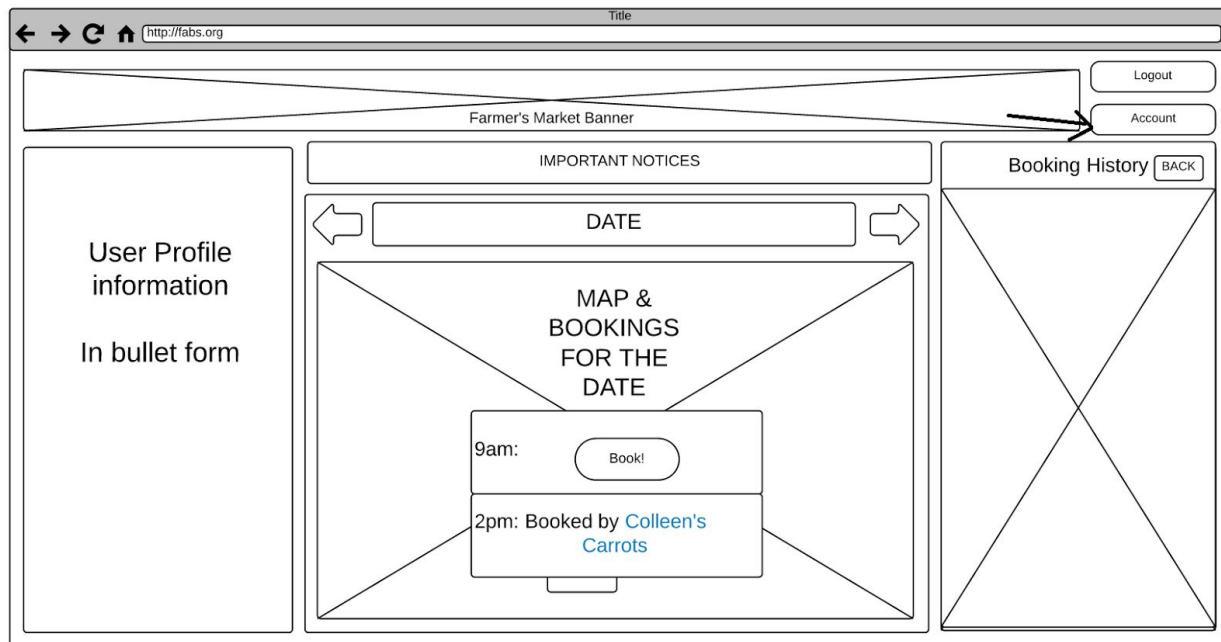 Title
http://fabs.org
Logout
Farmer's Market Banner
Account
IMPORTANT NOTICES
Booking History
BACK
User Profile
information
In bullet form
DATE
MAP &
BOOKINGS
FOR THE
DATE
9am:
Book!
2pm: Booked by Colleen's
Carrots